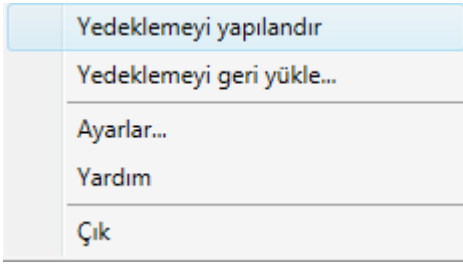 Yedeklemeyi yapılandır
Yedeklemeyi geri yükle...
Ayarlar...
Yardım
Çık